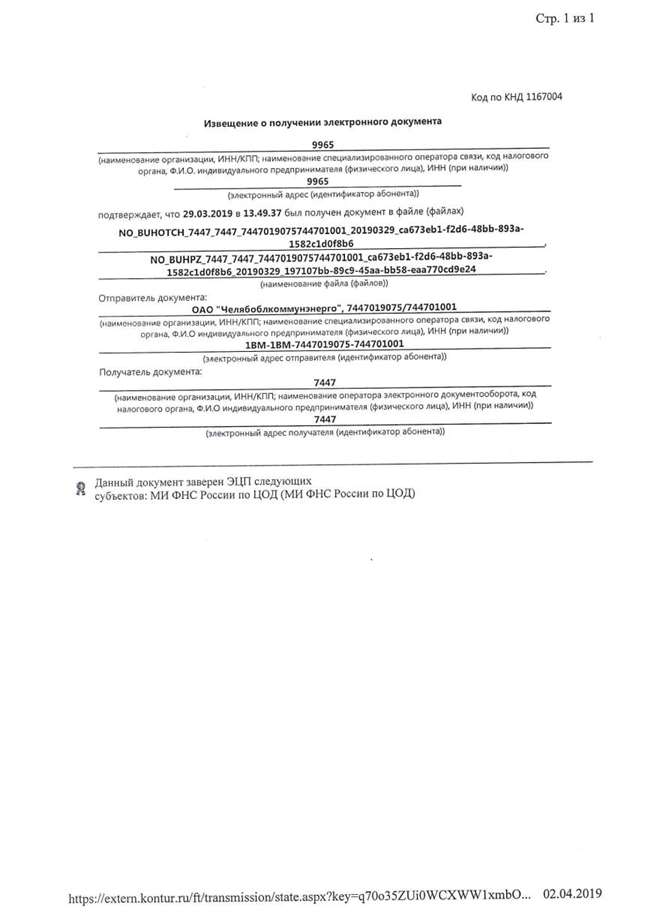 Стр. 1 из 1
Код по КНД 1167004
Извещение о получении электронного документа
9965
(наименование организации, ИНН/КПП; наименование специализированного оператора связи, код налогового
органа, Ф.И.О. индивидуального предпринимателя (физического лица), ИНН (при наличии))
9965
(электронный адрес (идентификатор абонента))
подтверждает, что 29.03.2019 в 13.49.37 был получен документ в файле (файлах)
NO_BUHOTCH_7447_7447_7447019075744701001_20190329_ca673eb1-f2d6-48bb-893a-
1582c1d0f8b6,
NO_BUHPZ_7447_7447_7447019075744701001_ca673eb1-f2d6-48bb-893a-
1582c1d0f8b6_20190329_197107bb-89c9-45aa-bb58-eaa770cd9e24.
(наименование файла (файлов))
Отправитель документа:
ОАО "Челябоблкоммунэнерго", 7447019075/744701001
(наименование организации, ИНН/КПП; наименование специализированного оператора связи, код налогового
органа, Ф.И.О индивидуального предпринимателя (физического лица), ИНН (при наличии))
1BM-1BM-7447019075-744701001
(электронный адрес отправителя (идентификатор абонента))
Получатель документа:
7447
(наименование организации, ИНН/КПП; наименование оператора электронного документооборота, код
налогового органа, Ф.И.О индивидуального предпринимателя (физического лица), ИНН (при наличии))
7447
(электронный адрес получателя (идентификатор абонента))
Данный документ заверен ЭЦП следующих
субъектов: МИ ФНС России по ЦОД (МИ ФНС России по ЦОД)
https://extern.kontur.ru/ft/transmission/state.aspx?key=q70o35ZUi0WCXWW1xmbO... 02.04.2019